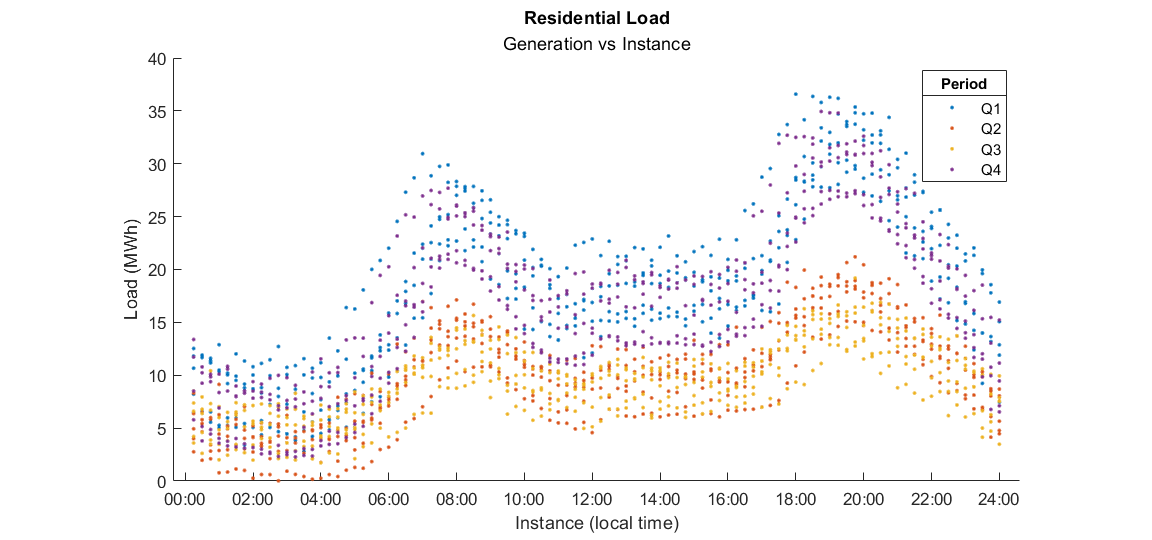 Residential Load
Generation vs Instance
Load (MWh)
40
35
30
25
20
15
10
5
0
Period
Q1
Q2
Q3
Q4
00:00 02:00 04:00 06:00 08:00 10:00 12:00 14:00 16:00 18:00 20:00 22:00 24:00
Instance (local time)